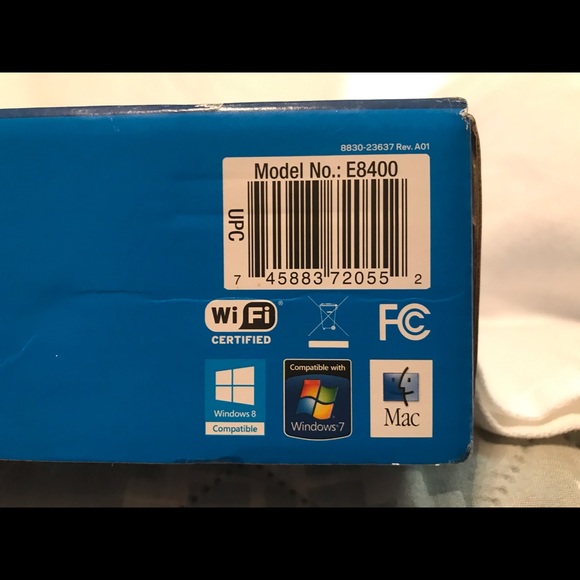 8830-23637 Rev. A01
Model No.: E8400
UPC
7 45883 72055 2
Wi Fi ®
CERTIFIED
FC
Windows 8
Compatible
Compatible with
Windows 7
Mac